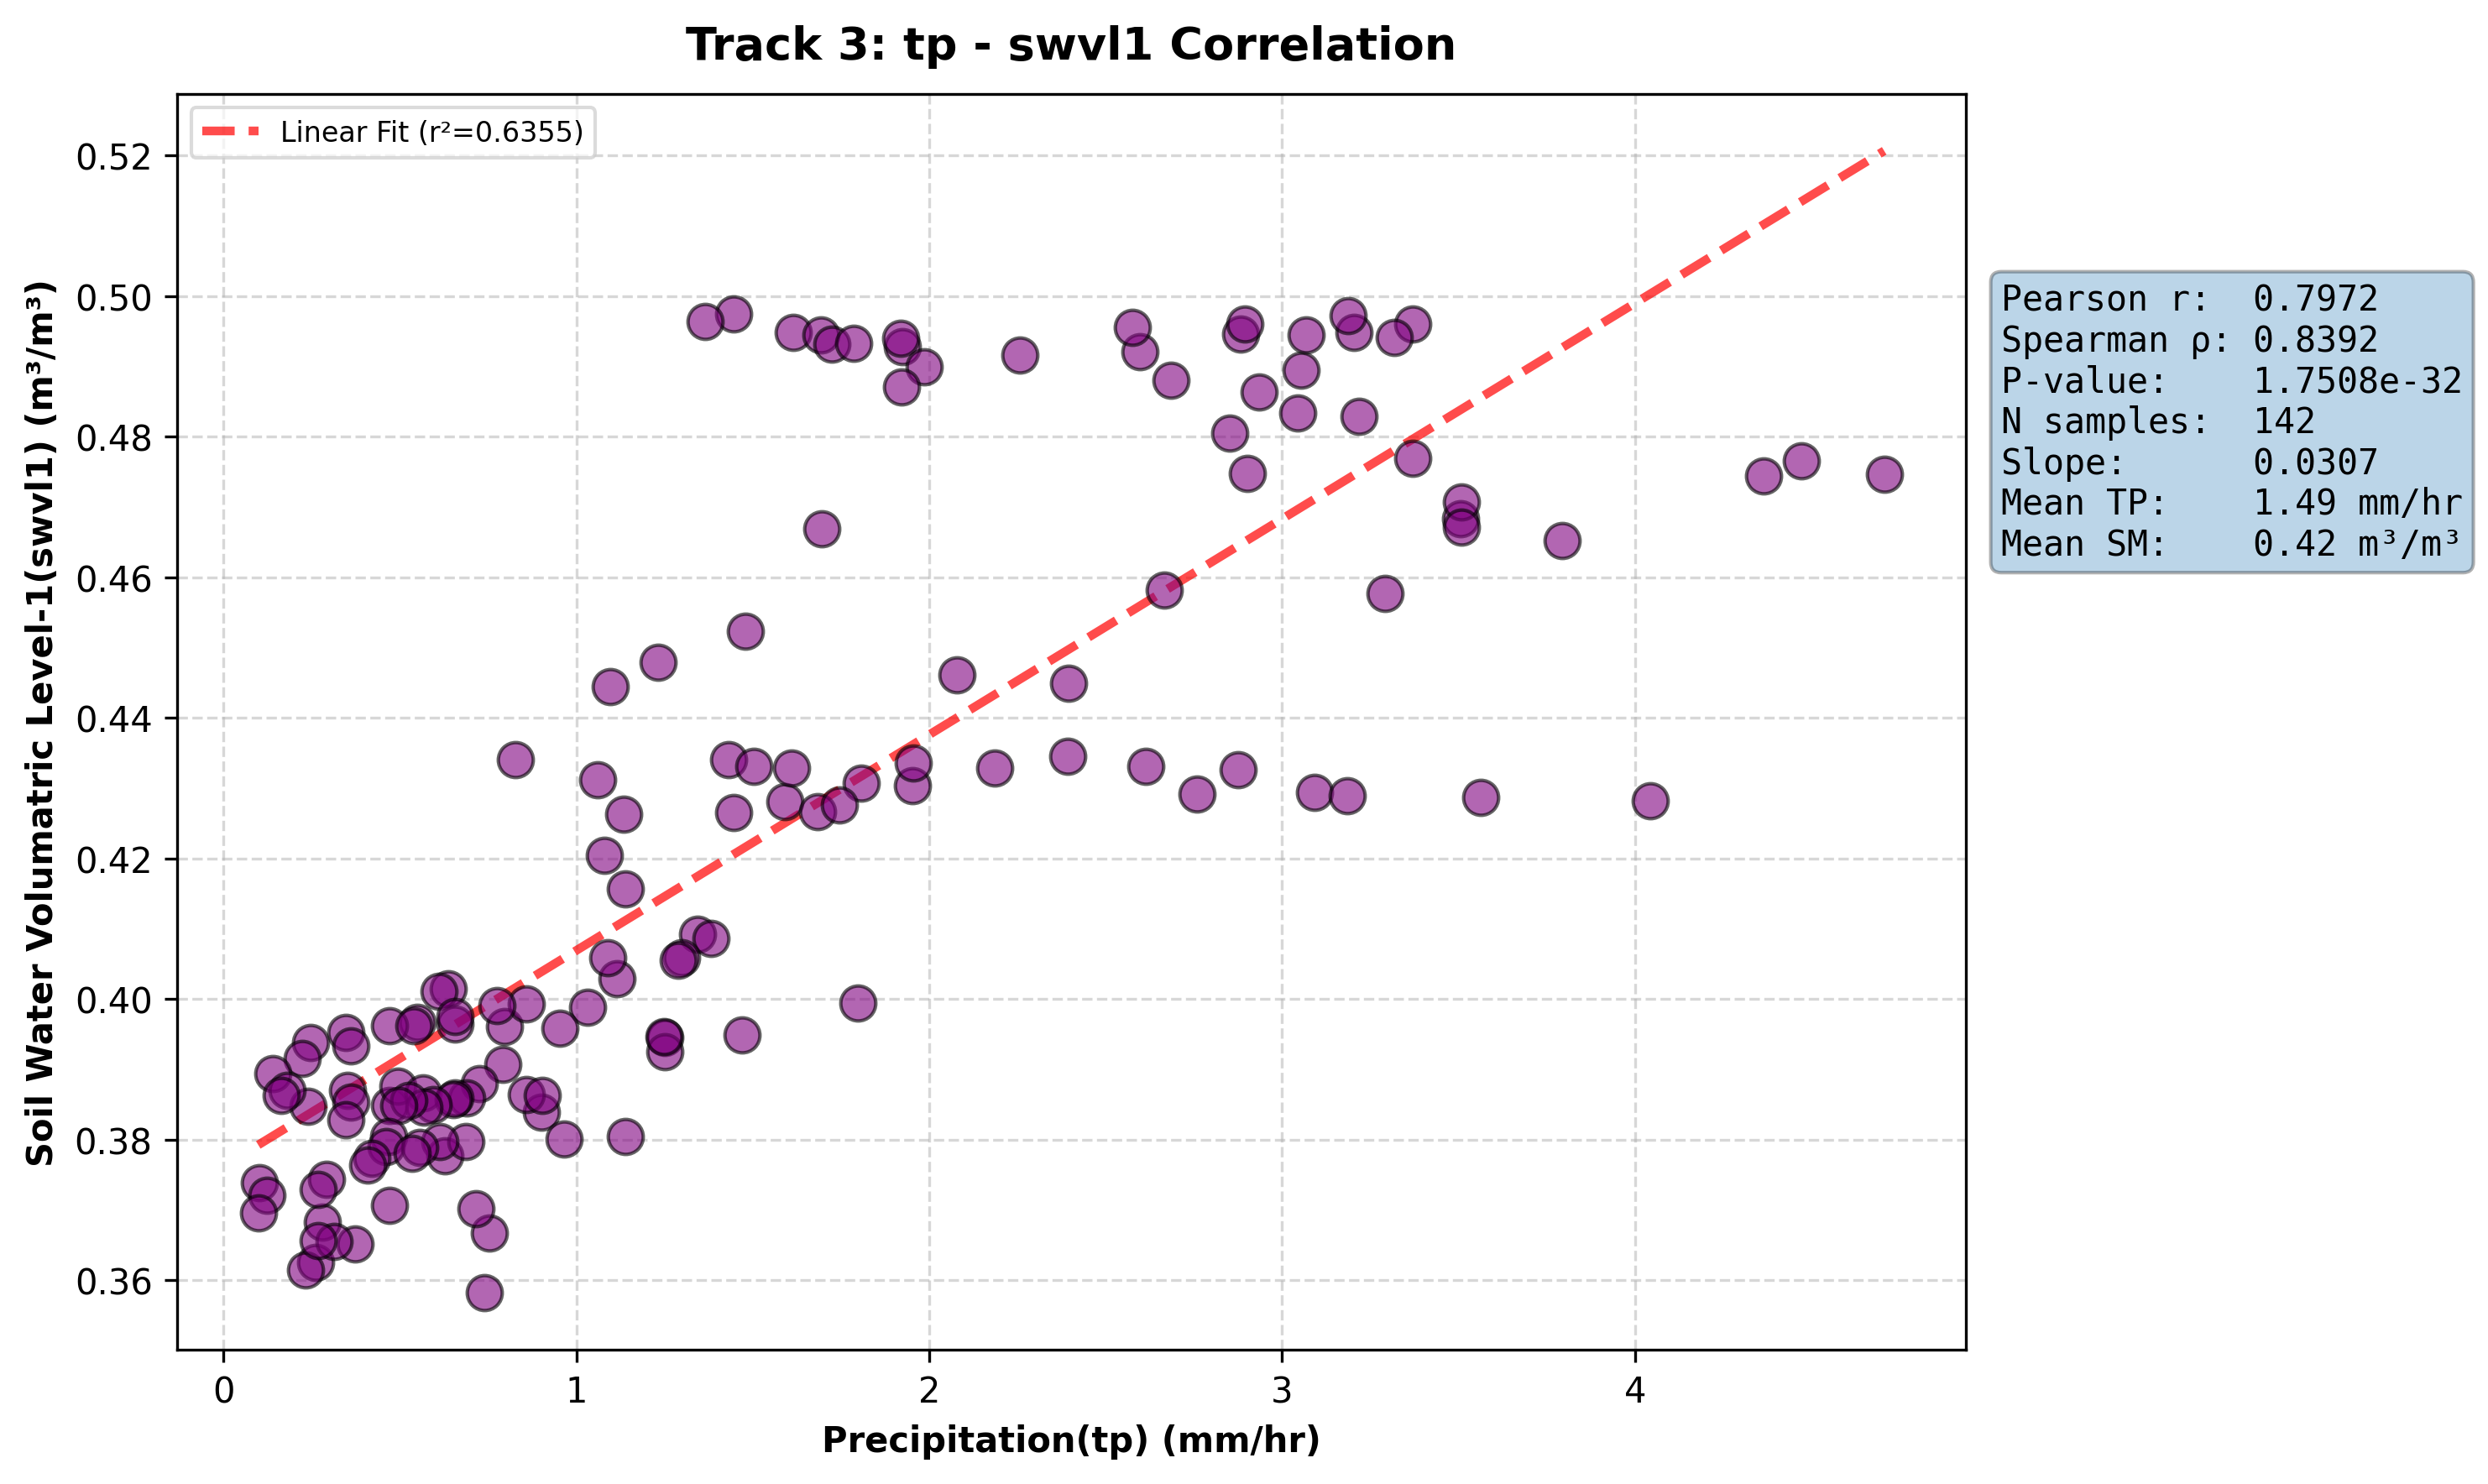 Track 3: tp - swvl1 Correlation
Linear Fit (r²=0.6355)
Soil Water Volumatric Level-1(swvl1) (m³/m³)
0.52
0.50
0.48
0.46
0.44
0.42
0.40
0.38
0.36
0 1 2 3 4
Precipitation(tp) (mm/hr)
Pearson r: 0.7972
Spearman ρ: 0.8392
P-value: 1.7508e-32
N samples: 142
Slope: 0.0307
Mean TP: 1.49 mm/hr
Mean SM: 0.42 m³/m³